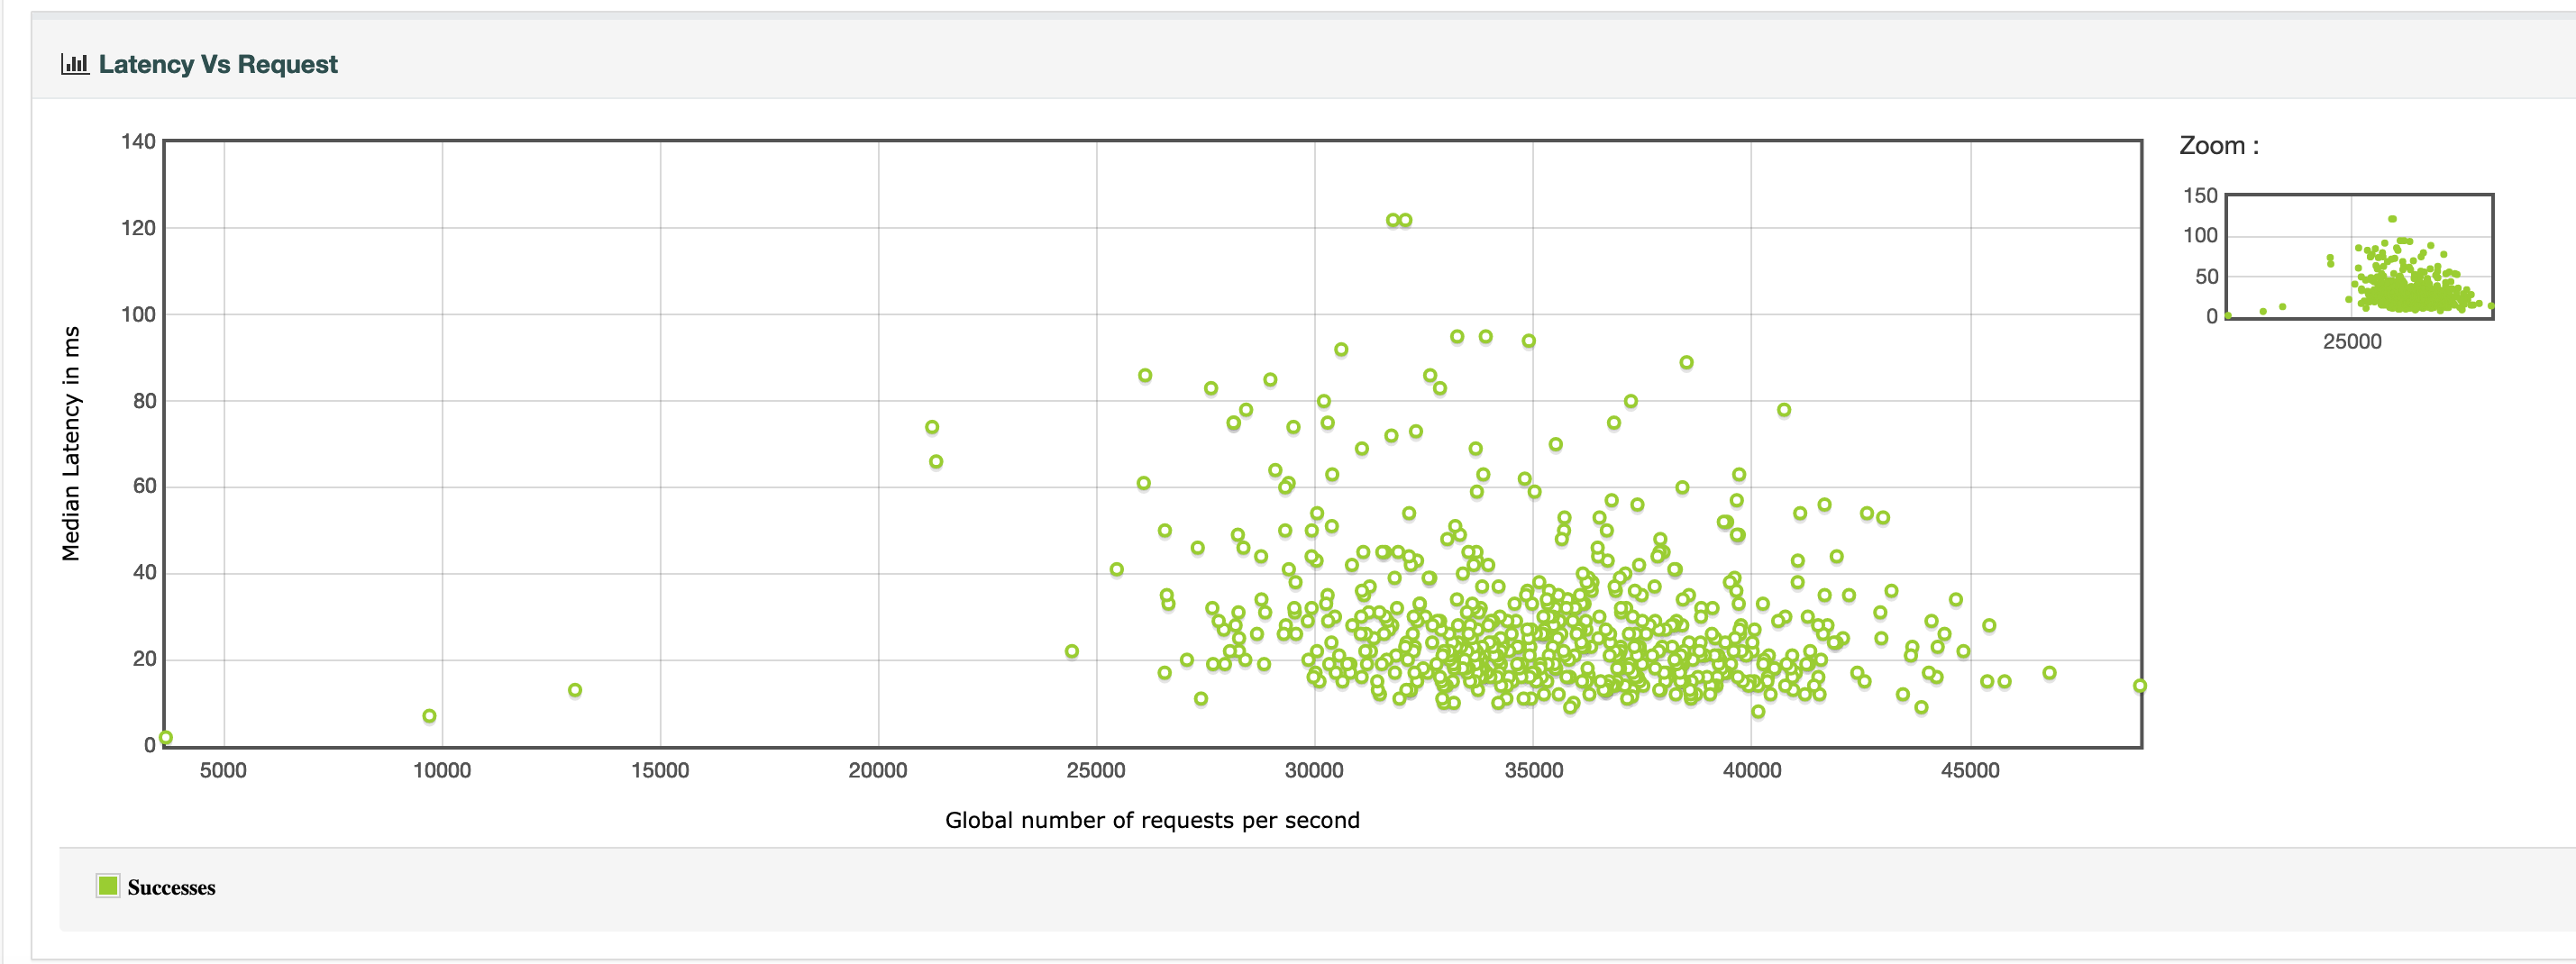 Latency Vs Request
140
120
100
80
60
40
20
0
Median Latency in ms
5000 10000 15000 20000 25000 30000 35000 40000 45000
Global number of requests per second
Zoom :
150
100
50
0
25000
Successes